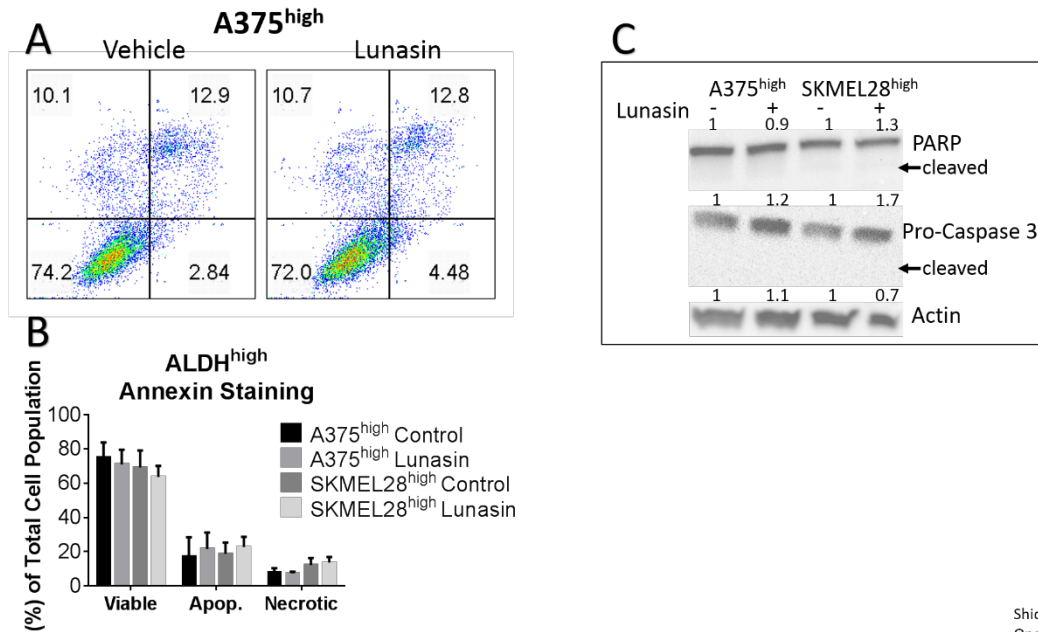 A
A375high
Vehicle
Lunasin
10.1
12.9
74.2
2.84
10.7
12.8
72.0
4.48
B
ALDHhigh
Annexin Staining
(%) of Total Cell Population
100
80
60
40
20
0
A375high Control
A375high Lunasin
SKMEL28high Control
SKMEL28high Lunasin
Viable Apop. Necrotic
C
A375high SKMEL28high
Lunasin - + - +
1 0.9 1 1.3
PARP
cleaved
1 1.2 1 1.7
Pro-Caspase 3
cleaved
1 1.1 1 0.7
Actin